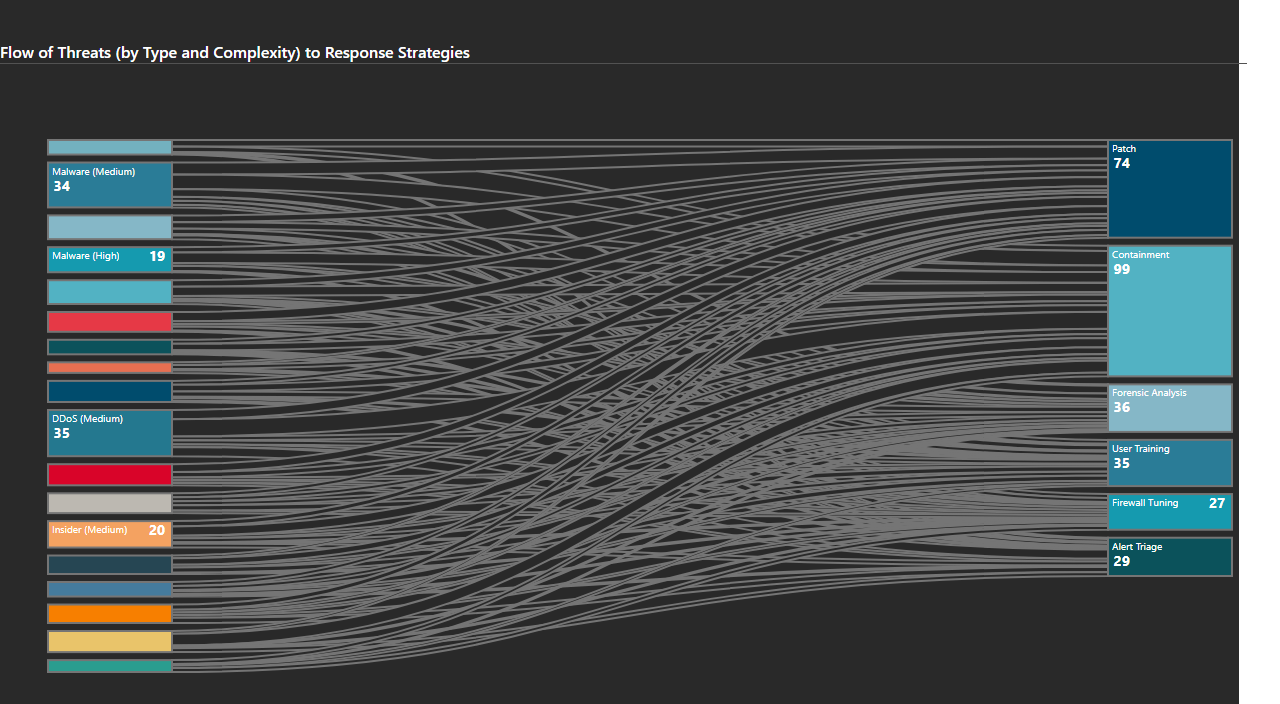 Flow of Threats (by Type and Complexity) to Response Strategies
Malware (Medium)
34
Malware (High) 19
DDoS (Medium)
35
Insider (Medium) 20
Patch
74
Containment
99
Forensic Analysis
36
User Training
35
Firewall Tuning 27
Alert Triage
29